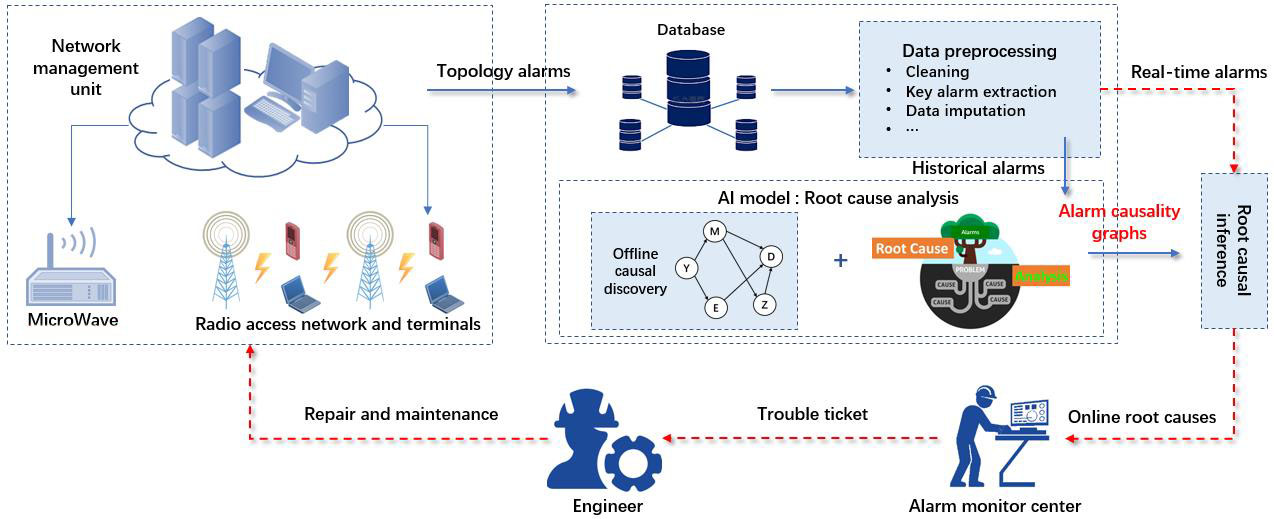 Network
management
unit
MicroWave
Radio access network and terminals
Topology alarms
Database
Data preprocessing
• Cleaning
• Key alarm extraction
• Data imputation
• ...
Real-time alarms
Historical alarms
AI model : Root cause analysis
Offline
causal
discovery
M
D
Y
E
Z
+
Alarms
Root Cause
PROBLEM
Analysis
CAUSE
CAUSE
CAUSE
CAUSE
Alarm causality
graphs
Root causal
inference
Repair and maintenance
Trouble ticket
Online root causes
Engineer
Alarm monitor center